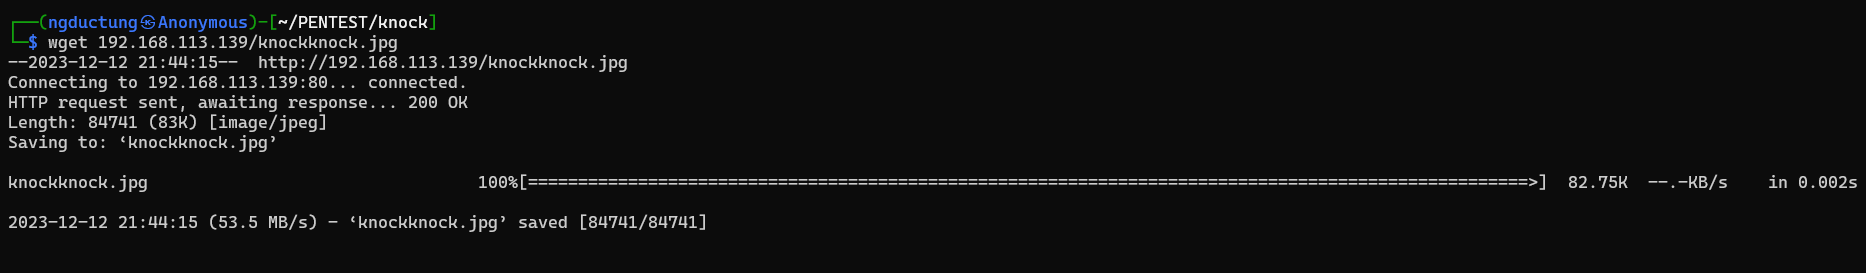 ┌──(ngductung㉿Anonymous)-[~/PENTEST/knock]
└─$ wget 192.168.113.139/knockknock.jpg
--2023-12-12 21:44:15--  http://192.168.113.139/knockknock.jpg
Connecting to 192.168.113.139:80... connected.
HTTP request sent, awaiting response... 200 OK
Length: 84741 (83K) [image/jpeg]
Saving to: ‘knockknock.jpg’
knockknock.jpg                                 100%[====================================================================================================>]  82.75K  --.-KB/s    in 0.002s
2023-12-12 21:44:15 (53.5 MB/s) - ‘knockknock.jpg’ saved [84741/84741]